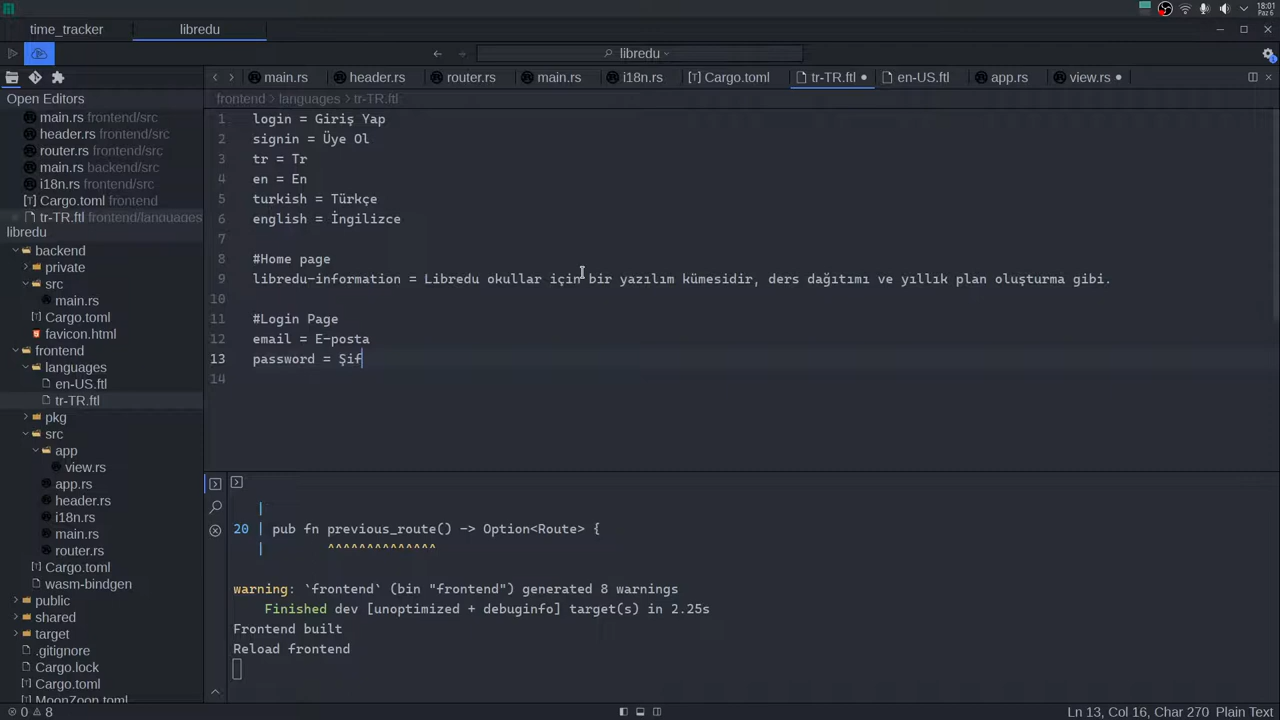 18:01
Paz 6
time_tracker
libredu
libredu
main.rs
header.rs
router.rs
main.rs
i18n.rs
Cargo.toml
tr-TR.ftl
en-US.ftl
app.rs
view.rs
Open Editors
main.rs frontend/src
header.rs frontend/src
router.rs frontend/src
main.rs backend/src
i18n.rs frontend/src
Cargo.toml frontend
tr-TR.ftl frontend/languages
libredu
backend
private
src
main.rs
Cargo.toml
favicon.html
frontend
languages
en-US.ftl
tr-TR.ftl
pkg
src
app
view.rs
app.rs
header.rs
i18n.rs
main.rs
router.rs
Cargo.toml
wasm-bindgen
public
shared
target
.gitignore
Cargo.lock
Cargo.toml
MoonZoon.toml
frontend languages tr-TR.ftl
1 login = Giriş Yap
2 signin = Üye Ol
3 tr = Tr
4 en = En
5 turkish = Türkçe
6 english = İngilizce
7
8 #Home page
9 libredu-information = Libredu okullar için bir yazılım kümesidir, ders dağıtımı ve yıllık plan oluşturma gibi.
10
11 #Login Page
12 email = E-posta
13 password = Şif
14
|
20 | pub fn previous_route() -> Option<Route> {
| ^^^^^^^^^^^^^^
warning: `frontend` (bin "frontend") generated 8 warnings
Finished dev [unoptimized + debuginfo] target(s) in 2.25s
Frontend built
Reload frontend
0 8
Ln 13, Col 16, Char 270 Plain Text